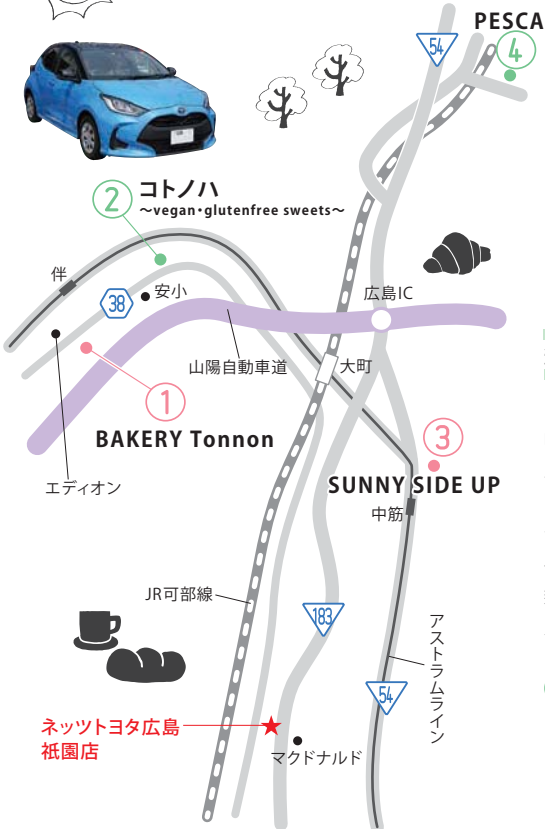 PESCA
54
4
コトノハ
~vegan・glutenfree sweets~
2
伴
38
安小
広島IC
山陽自動車道
大町
1
BAKERY Tonnon
3
SUNNY SIDE UP
エディオン
中筋
JR可部線
183
アストラムライン
54
ネッツトヨタ広島
祇園店
マクドナルド